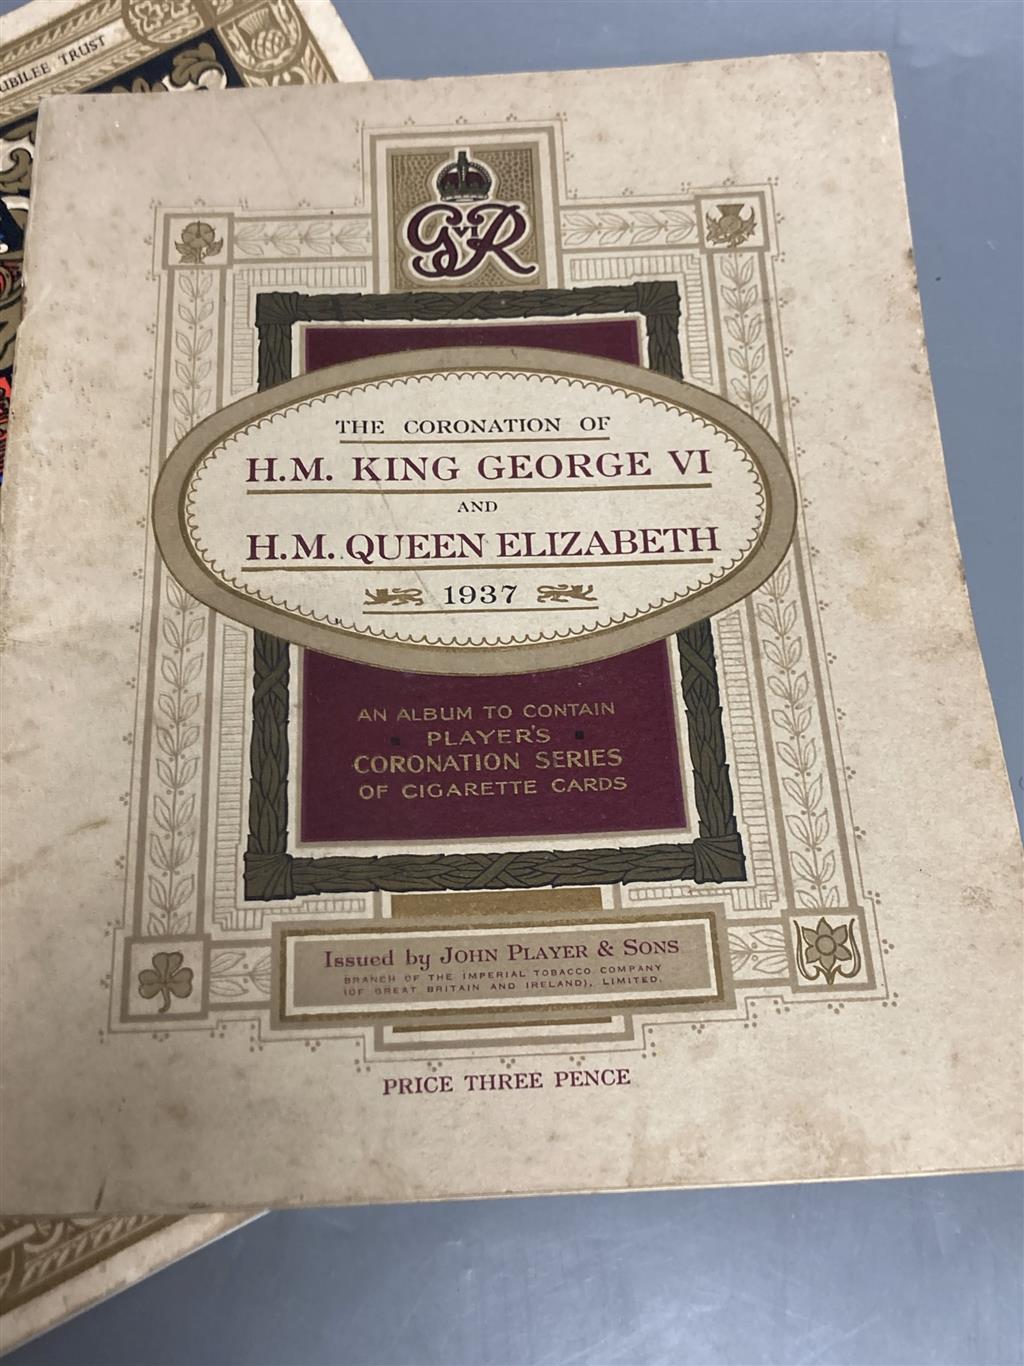 JUBILEE TRUST
GVIR
THE CORONATION OF
H.M. KING GEORGE VI
AND
H.M. QUEEN ELIZABETH
1937
AN ALBUM TO CONTAIN
PLAYER'S
CORONATION SERIES
OF CIGARETTE CARDS
Issued by JOHN PLAYER & SONS
BRANCH OF THE IMPERIAL TOBACCO COMPANY
(OF GREAT BRITAIN AND IRELAND), LIMITED.
PRICE THREE PENCE